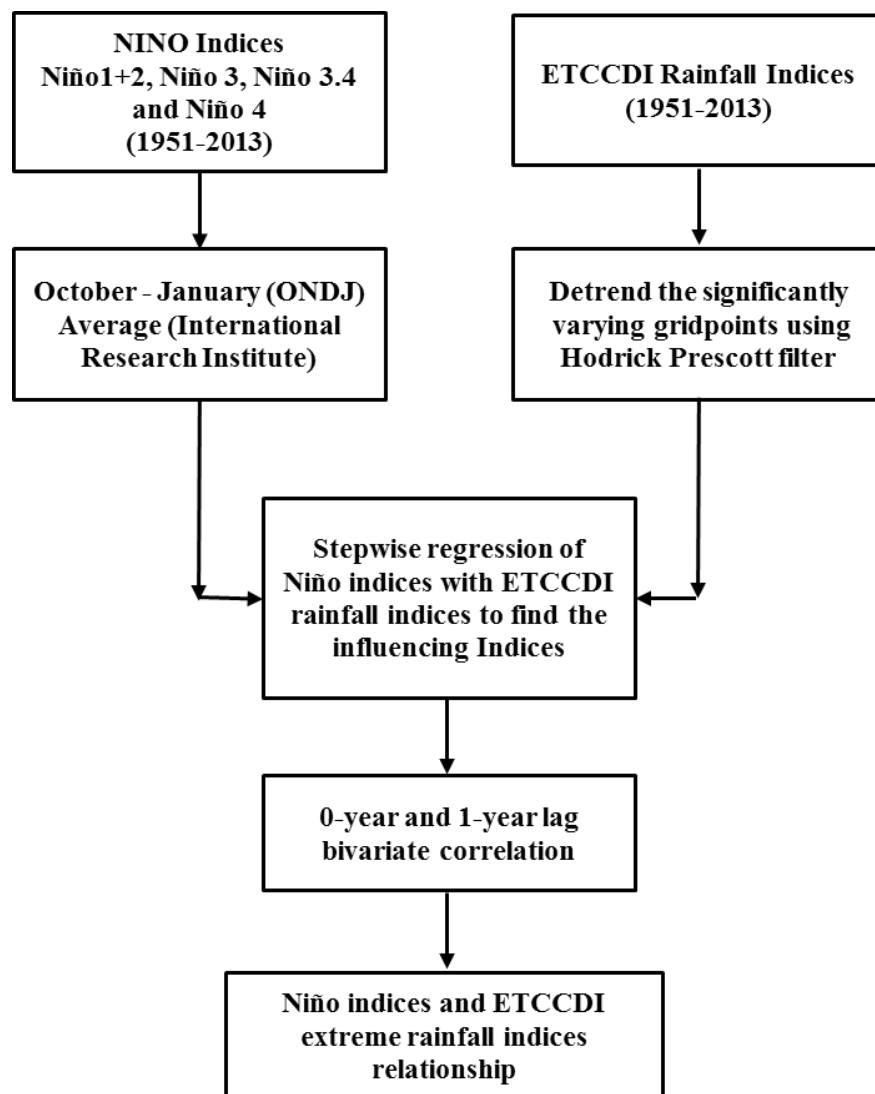 NINO Indices
Niño1+2, Niño 3, Niño 3.4
and Niño 4
(1951-2013)
ETCCDI Rainfall Indices
(1951-2013)
October - January (ONDJ)
Average (International
Research Institute)
Detrend the significantly
varying gridpoints using
Hodrick Prescott filter
Stepwise regression of
Niño indices with ETCCDI
rainfall indices to find the
influencing Indices
0-year and 1-year lag
bivariate correlation
Niño indices and ETCCDI
extreme rainfall indices
relationship